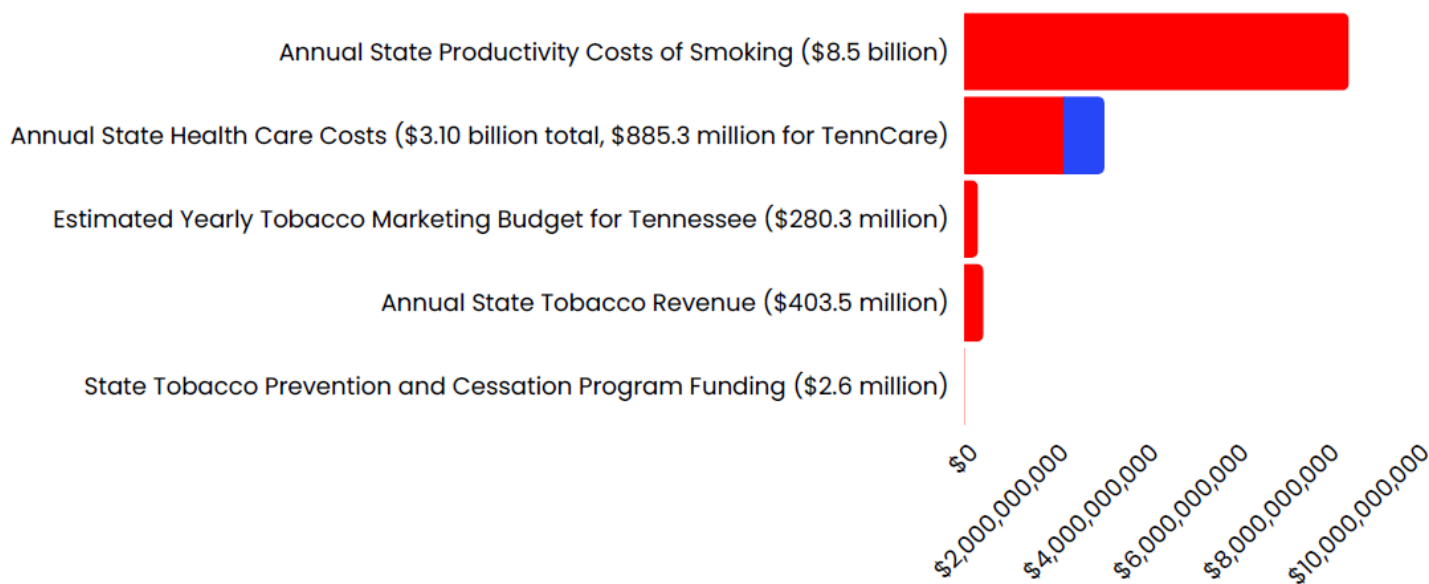 Annual State Productivity Costs of Smoking ($8.5 billion)
Annual State Health Care Costs ($3.10 billion total, $885.3 million for TennCare)
Estimated Yearly Tobacco Marketing Budget for Tennessee ($280.3 million)
Annual State Tobacco Revenue ($403.5 million)
State Tobacco Prevention and Cessation Program Funding ($2.6 million)
$0
$2,000,000,000
$4,000,000,000
$6,000,000,000
$8,000,000,000
$10,000,000,000